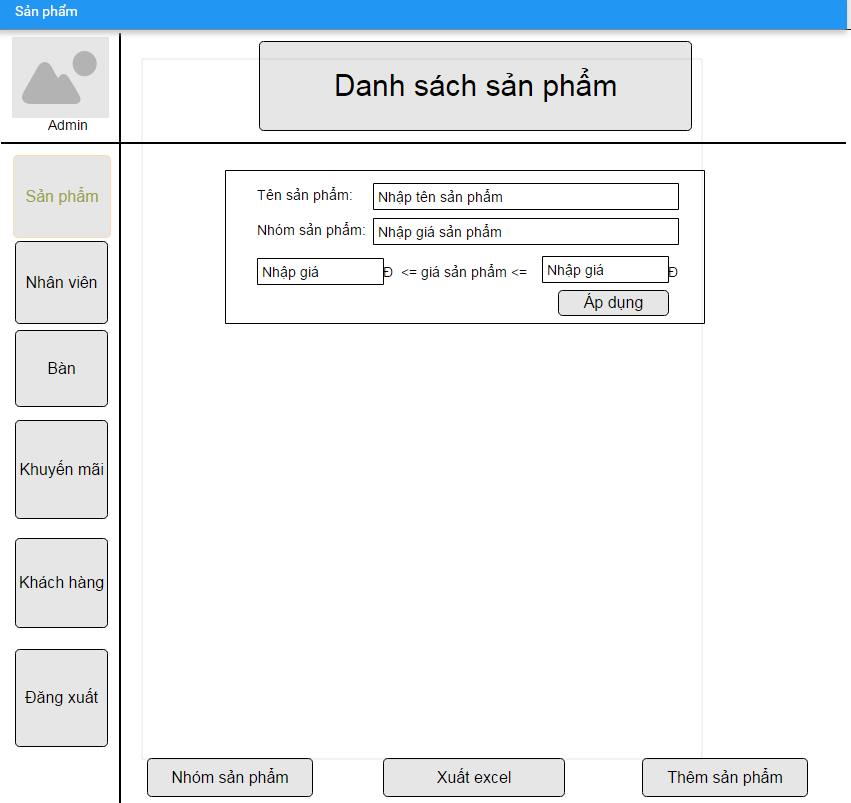 Sản phẩm
Admin
Danh sách sản phẩm
Sản phẩm
Nhân viên
Bàn
Khuyến mãi
Khách hàng
Đăng xuất
Tên sản phẩm: Nhập tên sản phẩm
Nhóm sản phẩm: Nhập giá sản phẩm
Nhập giá Đ <= giá sản phẩm <= Nhập giá Đ
Áp dụng
Nhóm sản phẩm Xuất excel Thêm sản phẩm